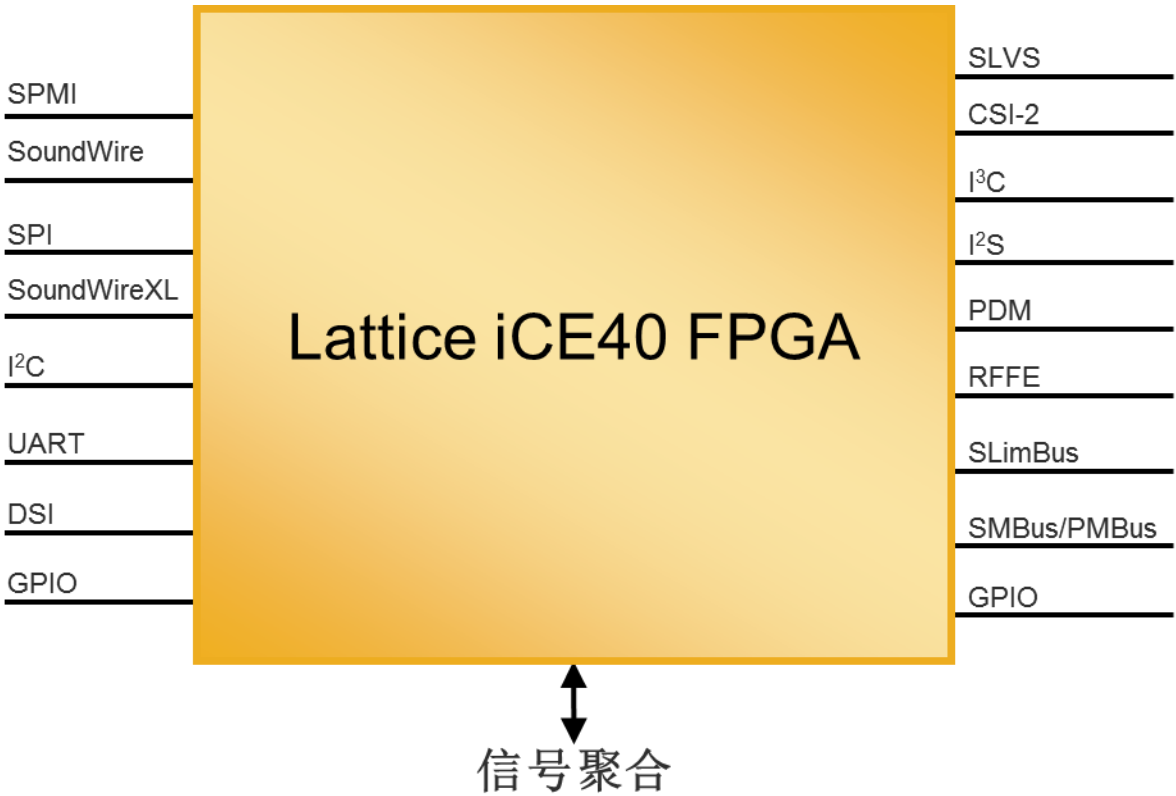 SPMI
SoundWire
SPI
SoundWireXL
I²C
UART
DSI
GPIO
Lattice iCE40 FPGA
SLVS
CSI-2
I³C
I²S
PDM
RFFE
SLimBus
SMBus/PMBus
GPIO
信号聚合